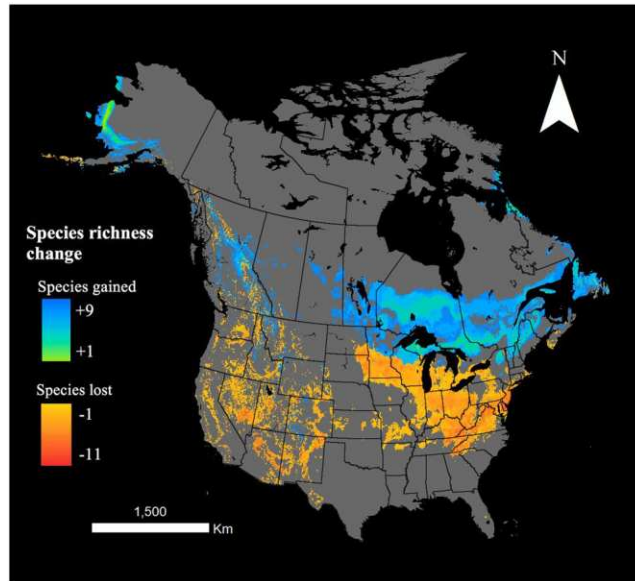 N
Species richness
change
Species gained
+9
+1
Species lost
-1
-11
1,500
Km